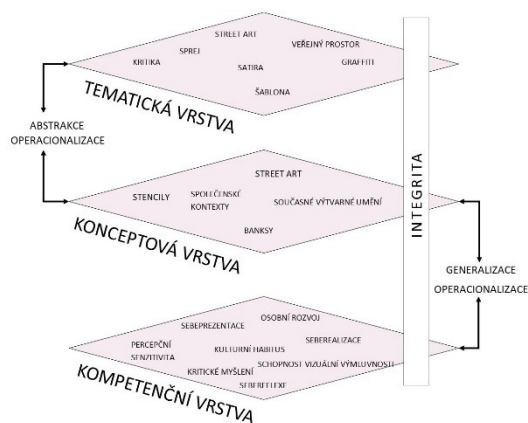 STREET ART
VEŘEJNÝ PROSTOR
SPREJ
KRITIKA
GRAFFITI
SATIRA
ŠABLONA
TEMATICKÁ VRSTVA
ABSTRAKCE
OPERACIONALIZACE
STREET ART
STENCILY
SPOLEČENSKÉ
KONTEXTY
SOUČASNÉ VÝTVARNÉ UMĚNÍ
BANKSY
KONCEPTOVÁ VRSTVA
INTEGRITA
GENERALIZACE
OPERACIONALIZACE
OSOBNÍ ROZVOJ
SEBEPREZENTACE
SEBEREALIZACE
PERCEPČNÍ
SENZITIVITA
KULTURNÍ HABITUS
SCHOPNOST VIZUÁLNÍ VÝMLUVNOSTI
KRITICKÉ MYŠLENÍ
SEBEREFLEXE
KOMPETENČNÍ VRSTVA